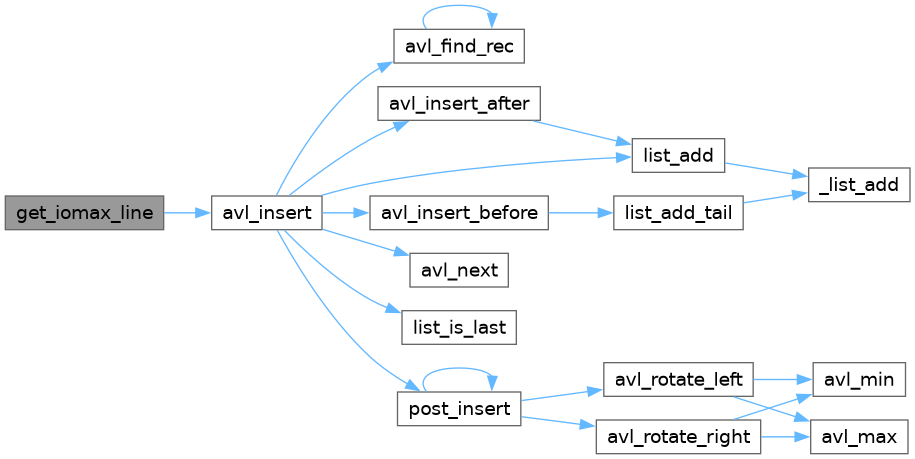 avl_find_rec
avl_insert_after
list_add
_list_add
get_iomax_line
avl_insert
avl_insert_before
list_add_tail
avl_next
list_is_last
avl_rotate_left
avl_min
post_insert
avl_rotate_right
avl_max